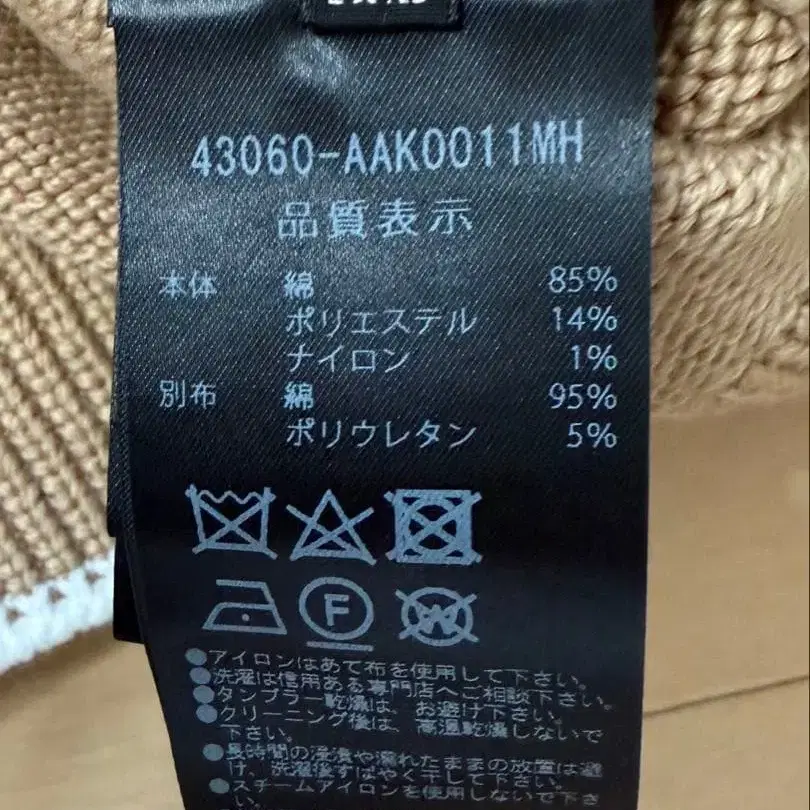 43060-AAK0011MH
品質表示
本体 綿 85%
ポリエステル 14%
ナイロン 1%
別布 綿 95%
ポリウレタン 5%
F
W
●アイロンはあて布を使用して下さい。
●洗濯は信用ある専門店へご相談下さい。
●タンブラー乾燥は、お避け下さい。
●クリーニング後は、高温乾燥しないで
下さい。
●長時間の浸漬や濡れたままの放置は避
け、洗濯後すばやく干して下さい。
●スチームアイロンを使用しないで下さ
い。